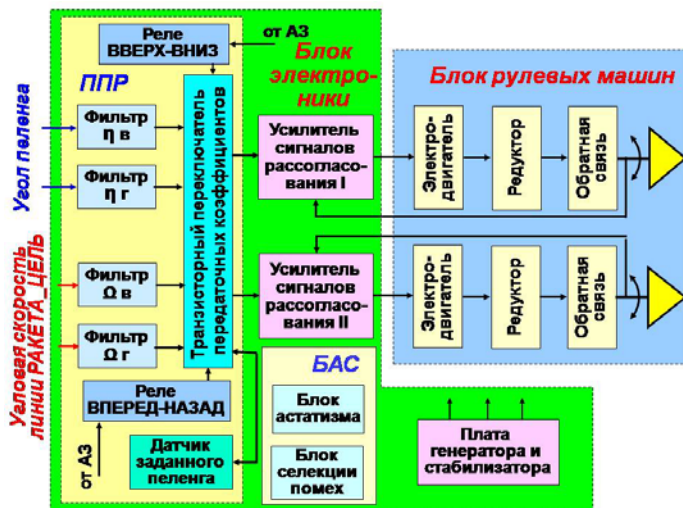 Реле
ВВЕРХ-ВНИЗ
от АЗ
Блок
электро-
ники
Блок рулевых машин
ППР
Угол пеленга
Фильтр
η в
Фильтр
η г
Угловая скорость
линии РАКЕТА_ЦЕЛЬ
Фильтр
Ω в
Фильтр
Ω г
Транзисторный переключатель
передаточных коэффициентов
Усилитель
сигналов
рассогласо-
вания I
Электро-
двигатель
Редуктор
Обратная
связь
Усилитель
сигналов
рассогласо-
вания II
Электро-
двигатель
Редуктор
Обратная
связь
Реле
ВПЕРЕД-НАЗАД
от АЗ
Датчик
заданного
пеленга
БАС
Блок
астатизма
Блок
селекции
помех
Плата
генератора и
стабилизатора